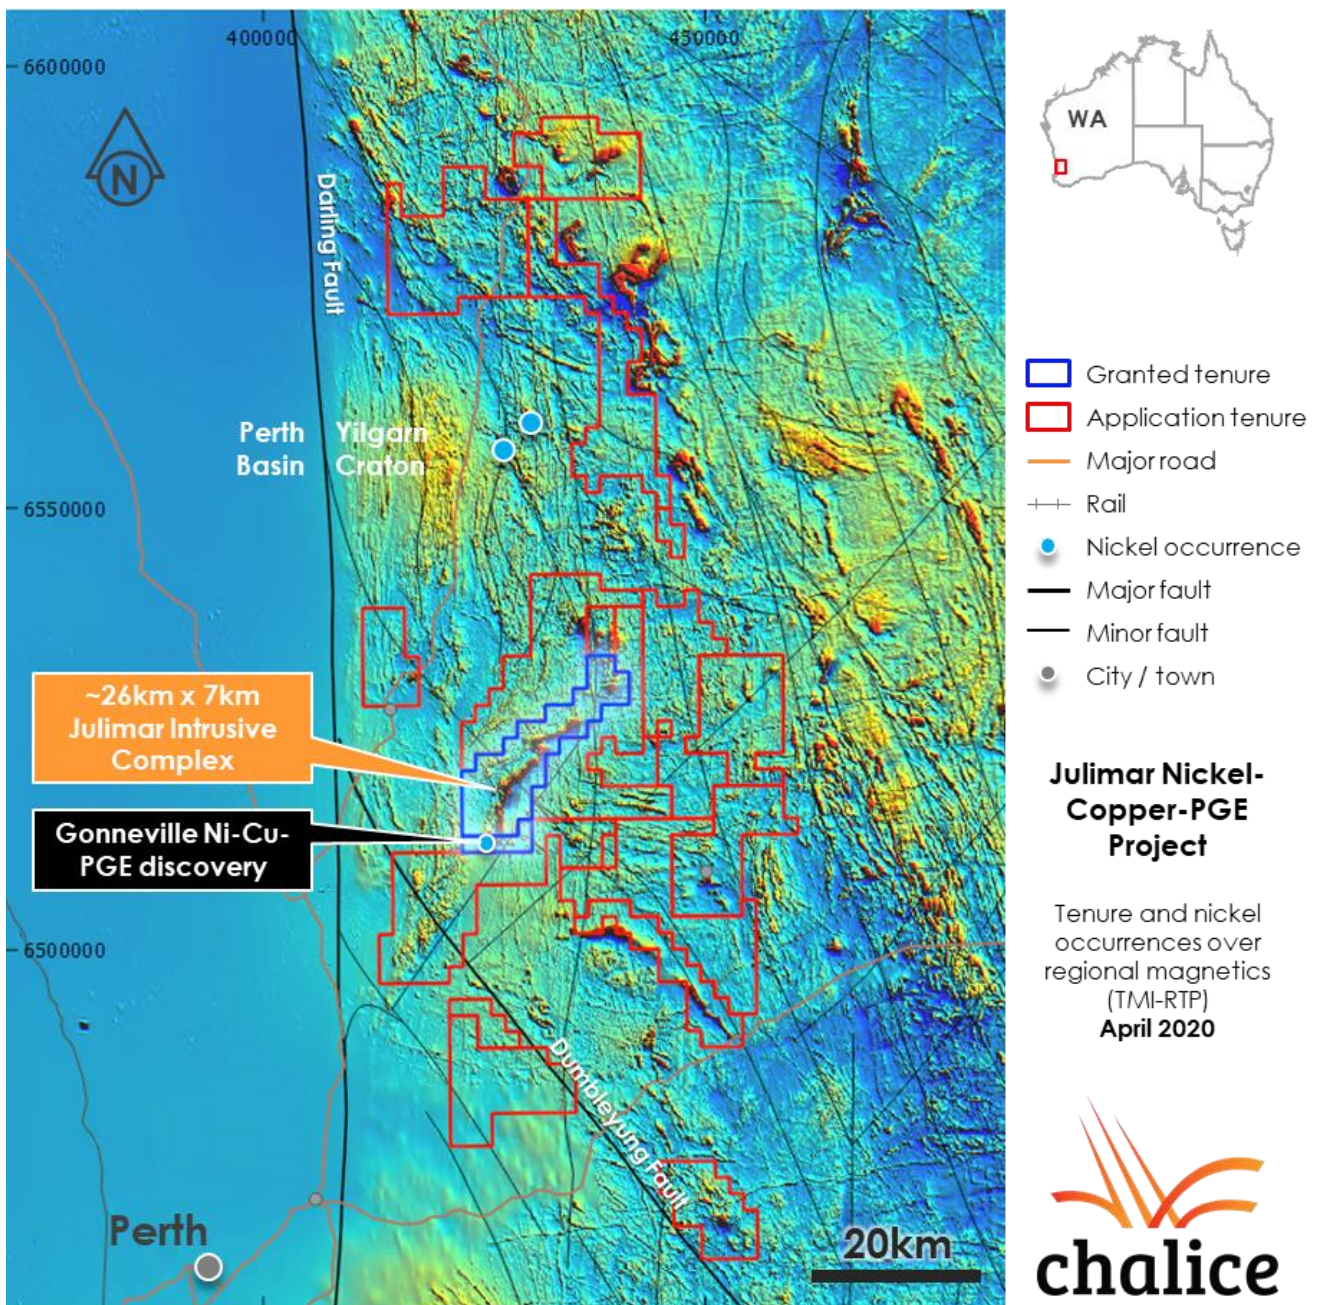 400000
450000
6600000
N
Darling Fault
Perth
Basin
Yilgarn
Craton
6550000
~26km x 7km
Julimar Intrusive
Complex
Gonneville Ni-Cu-
PGE discovery
6500000
Dumbleyung Fault
Perth
20km
WA
Granted tenure
Application tenure
Major road
Rail
Nickel occurrence
Major fault
Minor fault
City / town
Julimar Nickel-
Copper-PGE
Project
Tenure and nickel
occurrences over
regional magnetics
(TMI-RTP)
April 2020
chalice